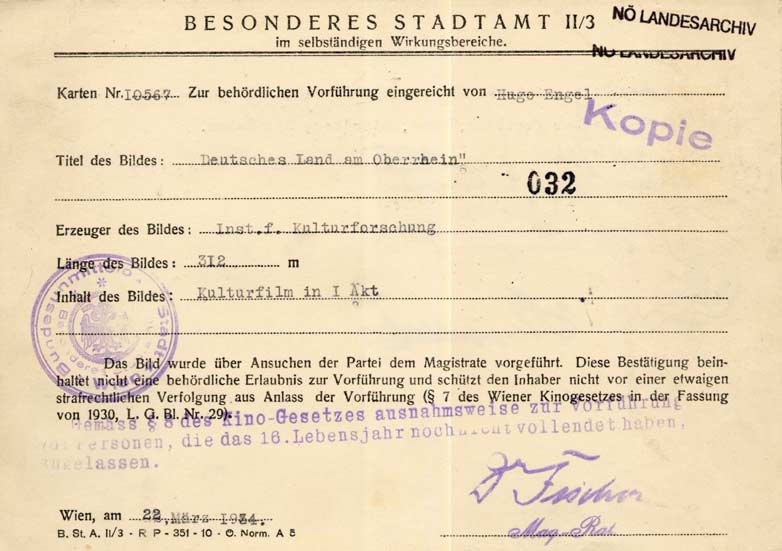 BESONDERES STADTAMT II/3
im selbständigen Wirkungsbereiche.
NÖ LANDESARCHIV
NÖ LANDESARCHIV
Karten Nr. 10567 Zur behördlichen Vorführung eingereicht von Hugo Engel
Kopie
Titel des Bildes: Deutsches Land am Oberrhein"
032
Erzeuger des Bildes: Inst.f. Kulturforschung
Länge des Bildes: 312 m
Inhalt des Bildes: Kulturfilm in I Akt
Das Bild wurde über Ansuchen der Partei dem Magistrate vorgeführt. Diese Bestätigung bein-
haltet nicht eine behördliche Erlaubnis zur Vorführung und schützt den Inhaber nicht vor einer etwaigen
strafrechtlichen Verfolgung aus Anlass der Vorführung (§ 7 des Wiener Kinogesetzes in der Fassung
von 1930, L. G. Bl. Nr. 29).
Gemäss § 8 des Kino-Gesetzes ausnahmsweise zur Vorführung
vor Personen, die das 16. Lebensjahr noch nicht vollendet haben,
zugelassen.
Dr Fischer
Mag-Rat
Wien, am 22. März 1934.
B. St. A. II/3 - R P - 351 - 10 - Ö. Norm. A 5